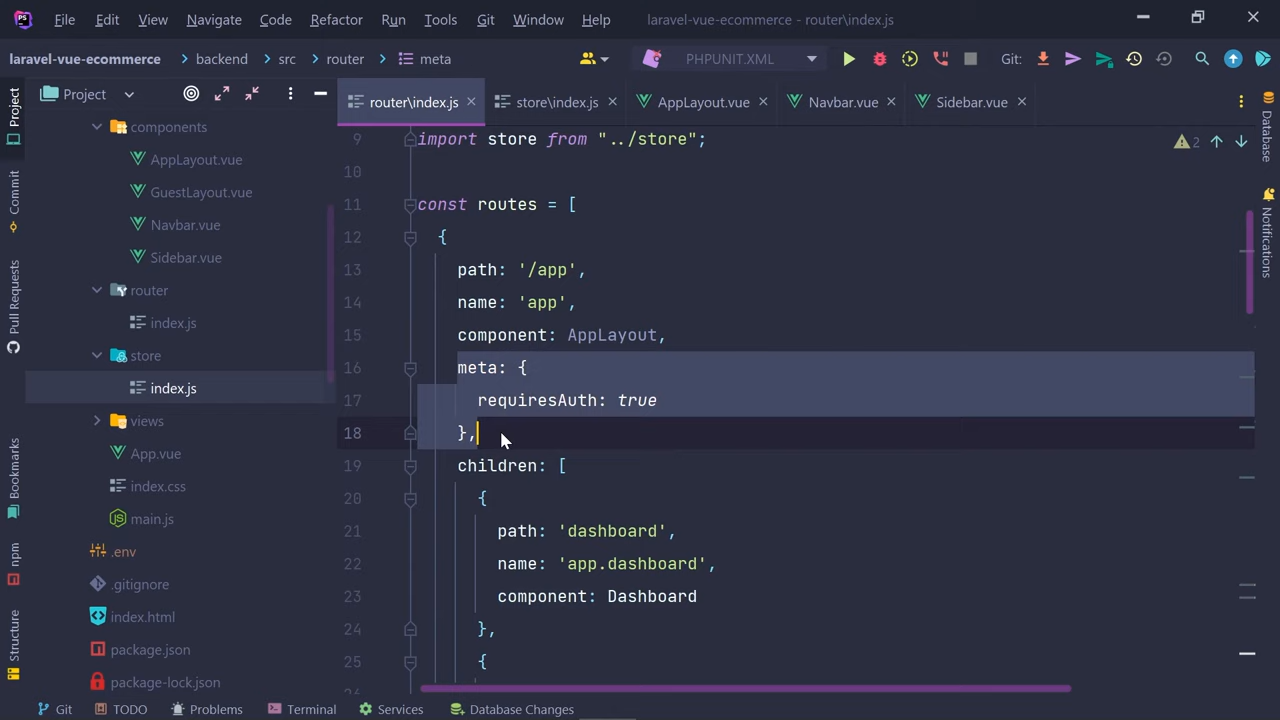 PS File Edit View Navigate Code Refactor Run Tools Git Window Help laravel-vue-ecommerce - router\index.js
laravel-vue-ecommerce backend src router meta PHPUNIT.XML Git:
Project
router\index.js store\index.js AppLayout.vue Navbar.vue Sidebar.vue
Project
Commit
Pull Requests
Bookmarks
npm
Structure
components
AppLayout.vue
GuestLayout.vue
Navbar.vue
Sidebar.vue
router
index.js
store
index.js
views
App.vue
index.css
main.js
.env
.gitignore
index.html
package.json
package-lock.json
9 import store from "../store";
10
11 const routes = [
12 {
13 path: '/app',
14 name: 'app',
15 component: AppLayout,
16 meta: {
17 requiresAuth: true
18 },
19 children: [
20 {
21 path: 'dashboard',
22 name: 'app.dashboard',
23 component: Dashboard
24 },
25 {
2
Database
Notifications
Git TODO Problems Terminal Services Database Changes